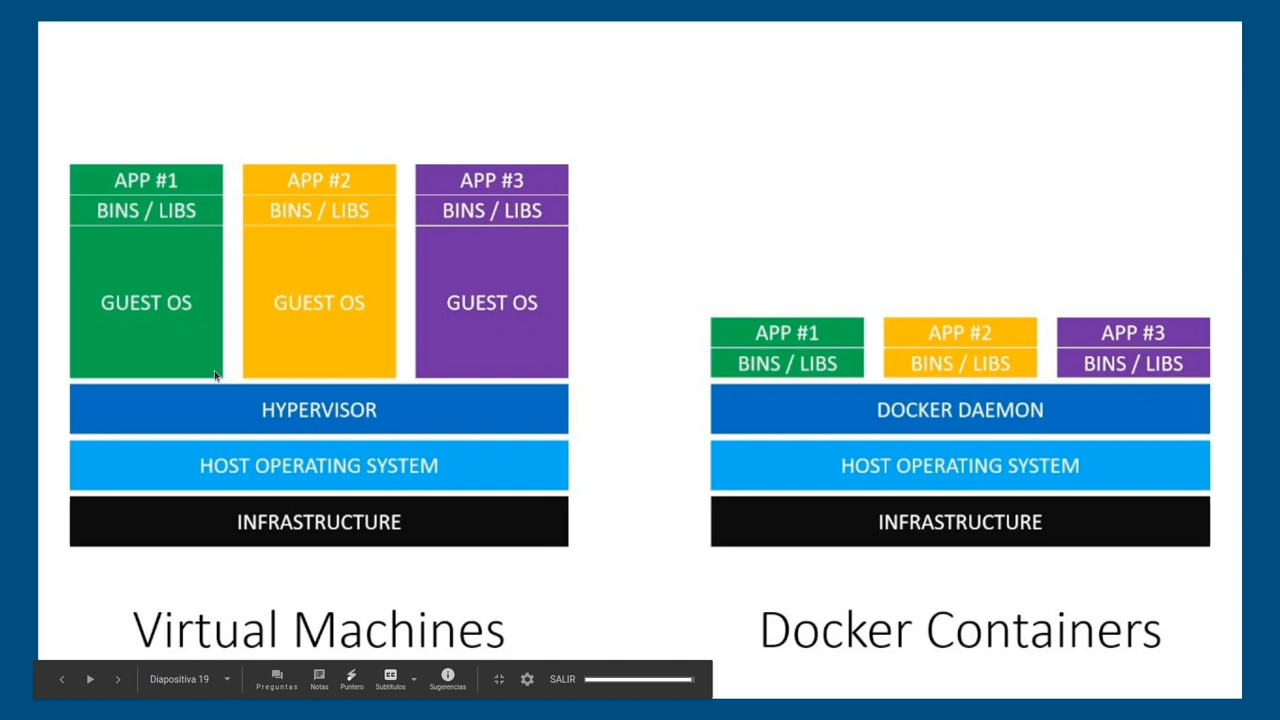 APP #1
BINS / LIBS
GUEST OS
APP #2
BINS / LIBS
GUEST OS
APP #3
BINS / LIBS
GUEST OS
HYPERVISOR
HOST OPERATING SYSTEM
INFRASTRUCTURE
Virtual Machines
APP #1
BINS / LIBS
APP #2
BINS / LIBS
APP #3
BINS / LIBS
DOCKER DAEMON
HOST OPERATING SYSTEM
INFRASTRUCTURE
Docker Containers
Diapositiva 19
Preguntas
Notas
Puntero
CC
Subtítulos
Sugerencias
SALIR